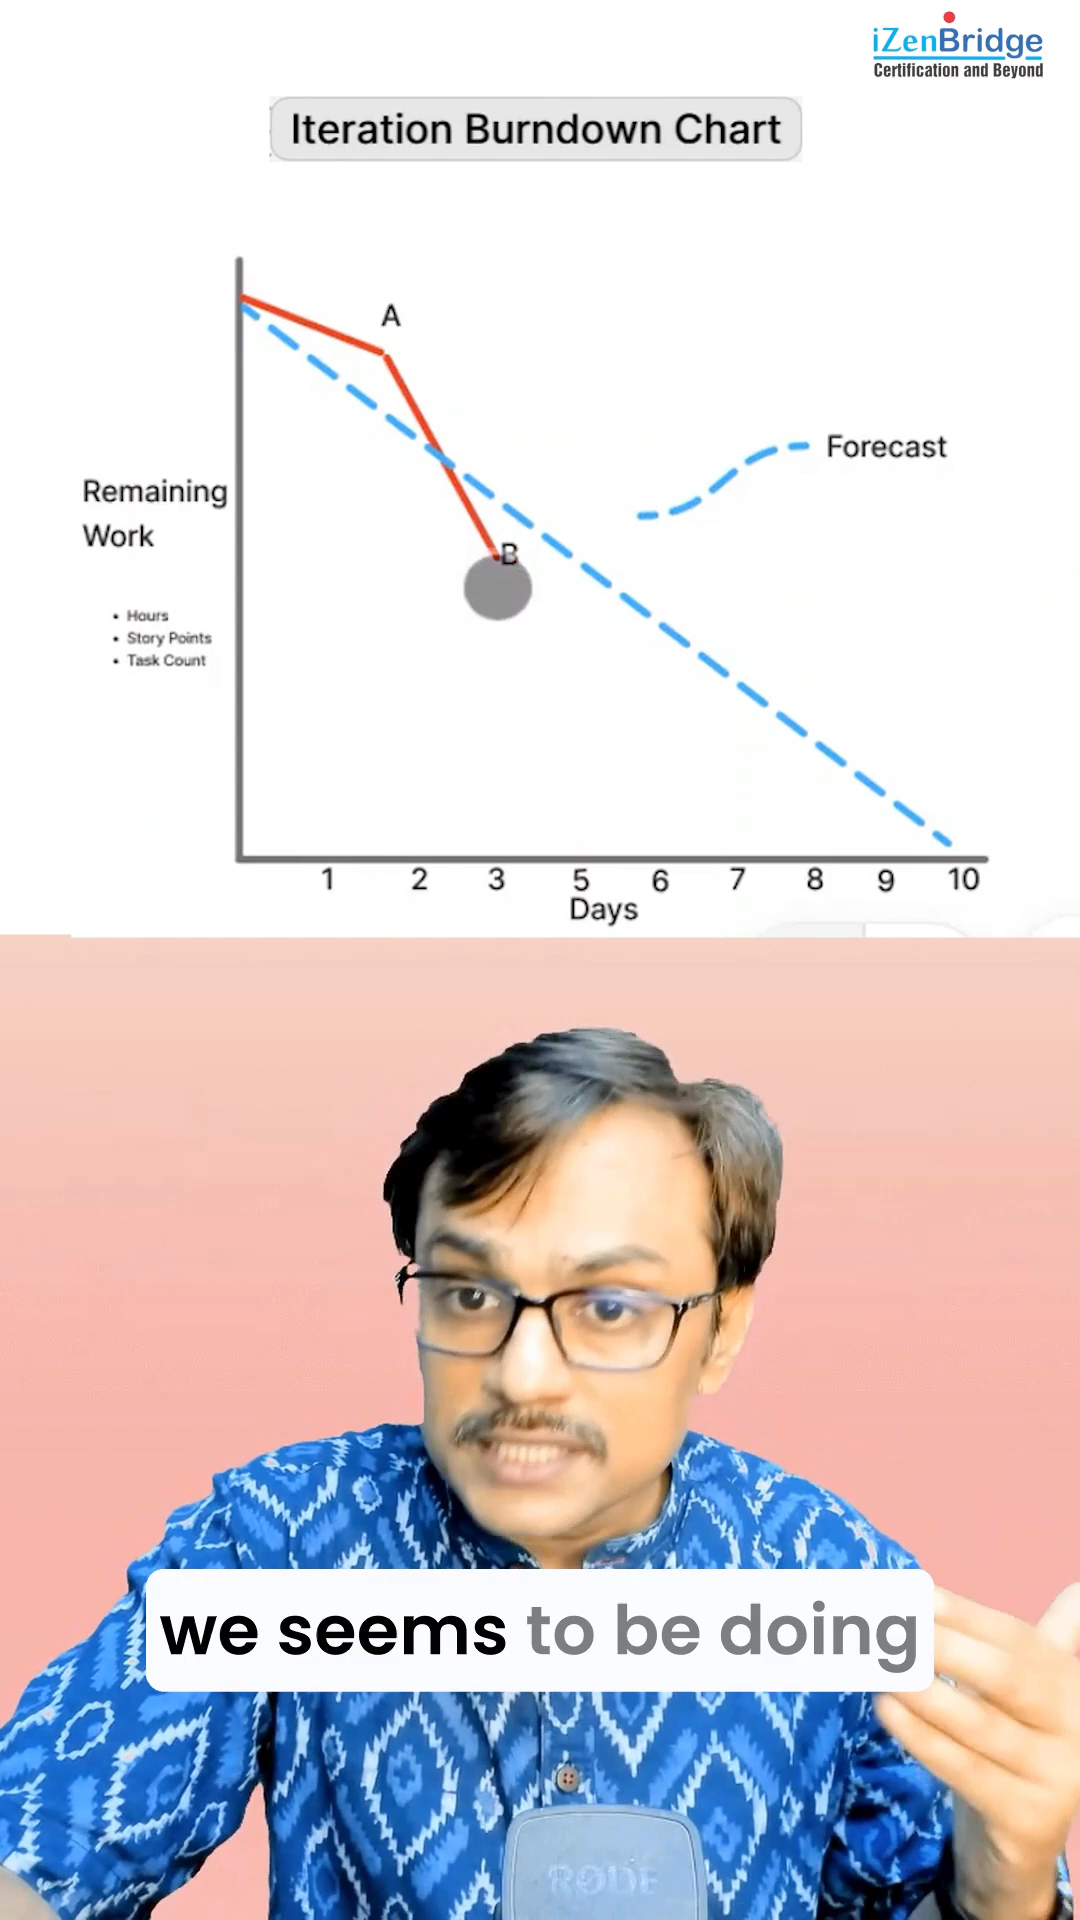 iZenBridge
Certification and Beyond
Iteration Burndown Chart
A
Forecast
Remaining
Work
B
• Hours
• Story Points
• Task Count
1 2 3 5 6 7 8 9 10
Days
we seems to be doing
RODE